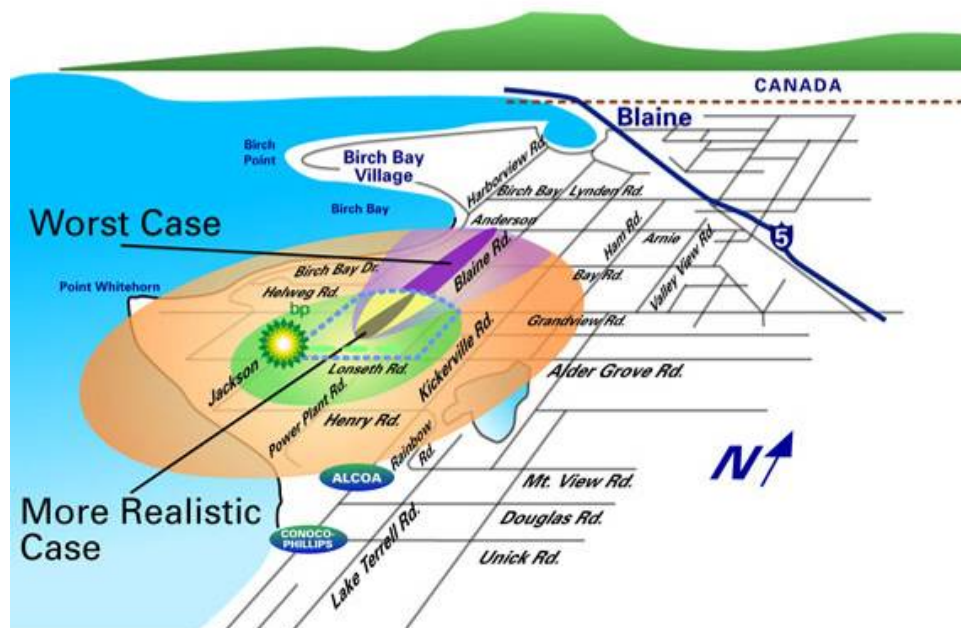 CANADA
Blaine
Birch
Point
Birch Bay
Village
Harborview Rd.
Birch Bay
Lynden Rd.
Birch Bay
Worst Case
Anderson
Ham Rd.
Arnie
5
Blaine Rd.
Valley View Rd.
Birch Bay Dr.
Bay Rd.
Point Whitehorn
Helweg Rd.
bp
Grandview Rd.
Kickerville Rd.
Jackson
Lonseth Rd.
Alder Grove Rd.
Power Plant Rd.
Henry Rd.
Rainbow
Rd.
N
ALCOA
Mt. View Rd.
More Realistic
Case
Douglas Rd.
CONOCO-
PHILLIPS
Lake Terrell Rd.
Unick Rd.